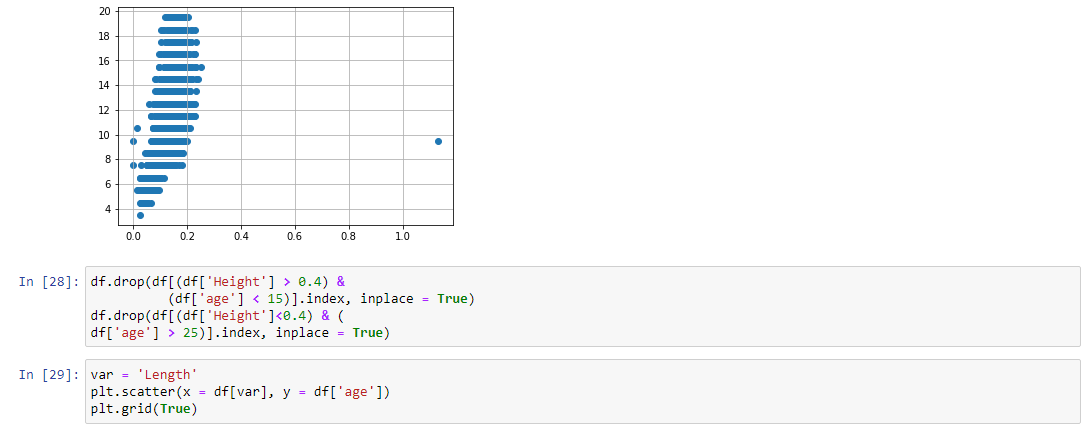 20
18
16
14
12
10
8
6
4
0.0 0.2 0.4 0.6 0.8 1.0
In [28]: df.drop(df[(df['Height'] > 0.4) &
(df['age'] < 15)].index, inplace = True)
df.drop(df[(df['Height']<0.4) & (
df['age'] > 25)].index, inplace = True)
In [29]: var = 'Length'
plt.scatter(x = df[var], y = df['age'])
plt.grid(True)